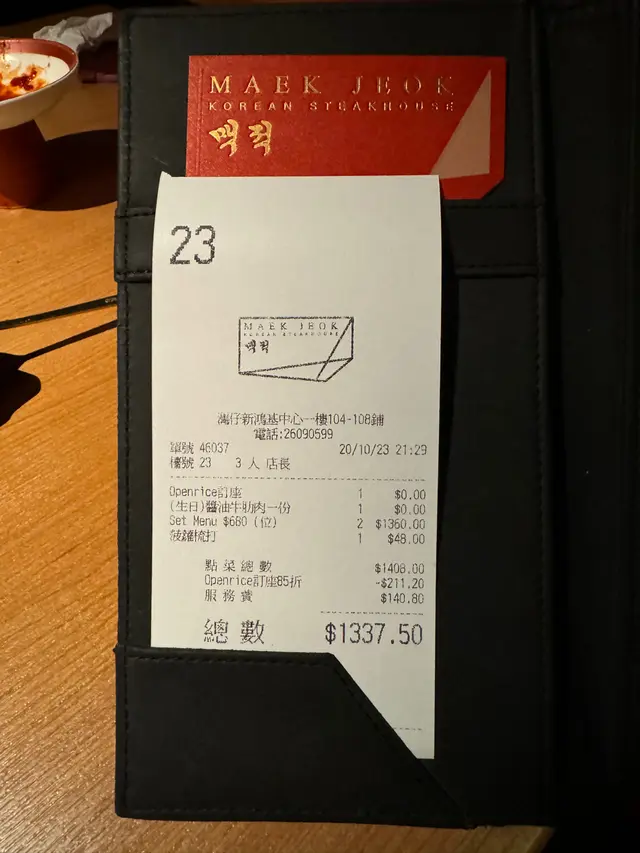 MAEK JEOK
KOREAN STEAKHOUSE
맥적
23
MAEK JEOK
KOREAN STEAKHOUSE
맥적
灣仔新鴻基中心一樓104-108鋪
電話:26090599
單號 46037 20/10/23 21:29
檯號 23 3 人 店長
Openrice訂座 1 $0.00
(生日)醬油牛肋肉一份 1 $0.00
Set Menu $680 (位) 2 $1360.00
菠蘿梳打 1 $48.00
點菜總數 $1408.00
Openrice訂座85折 -$211.20
服務費 $140.80
總數 $1337.50